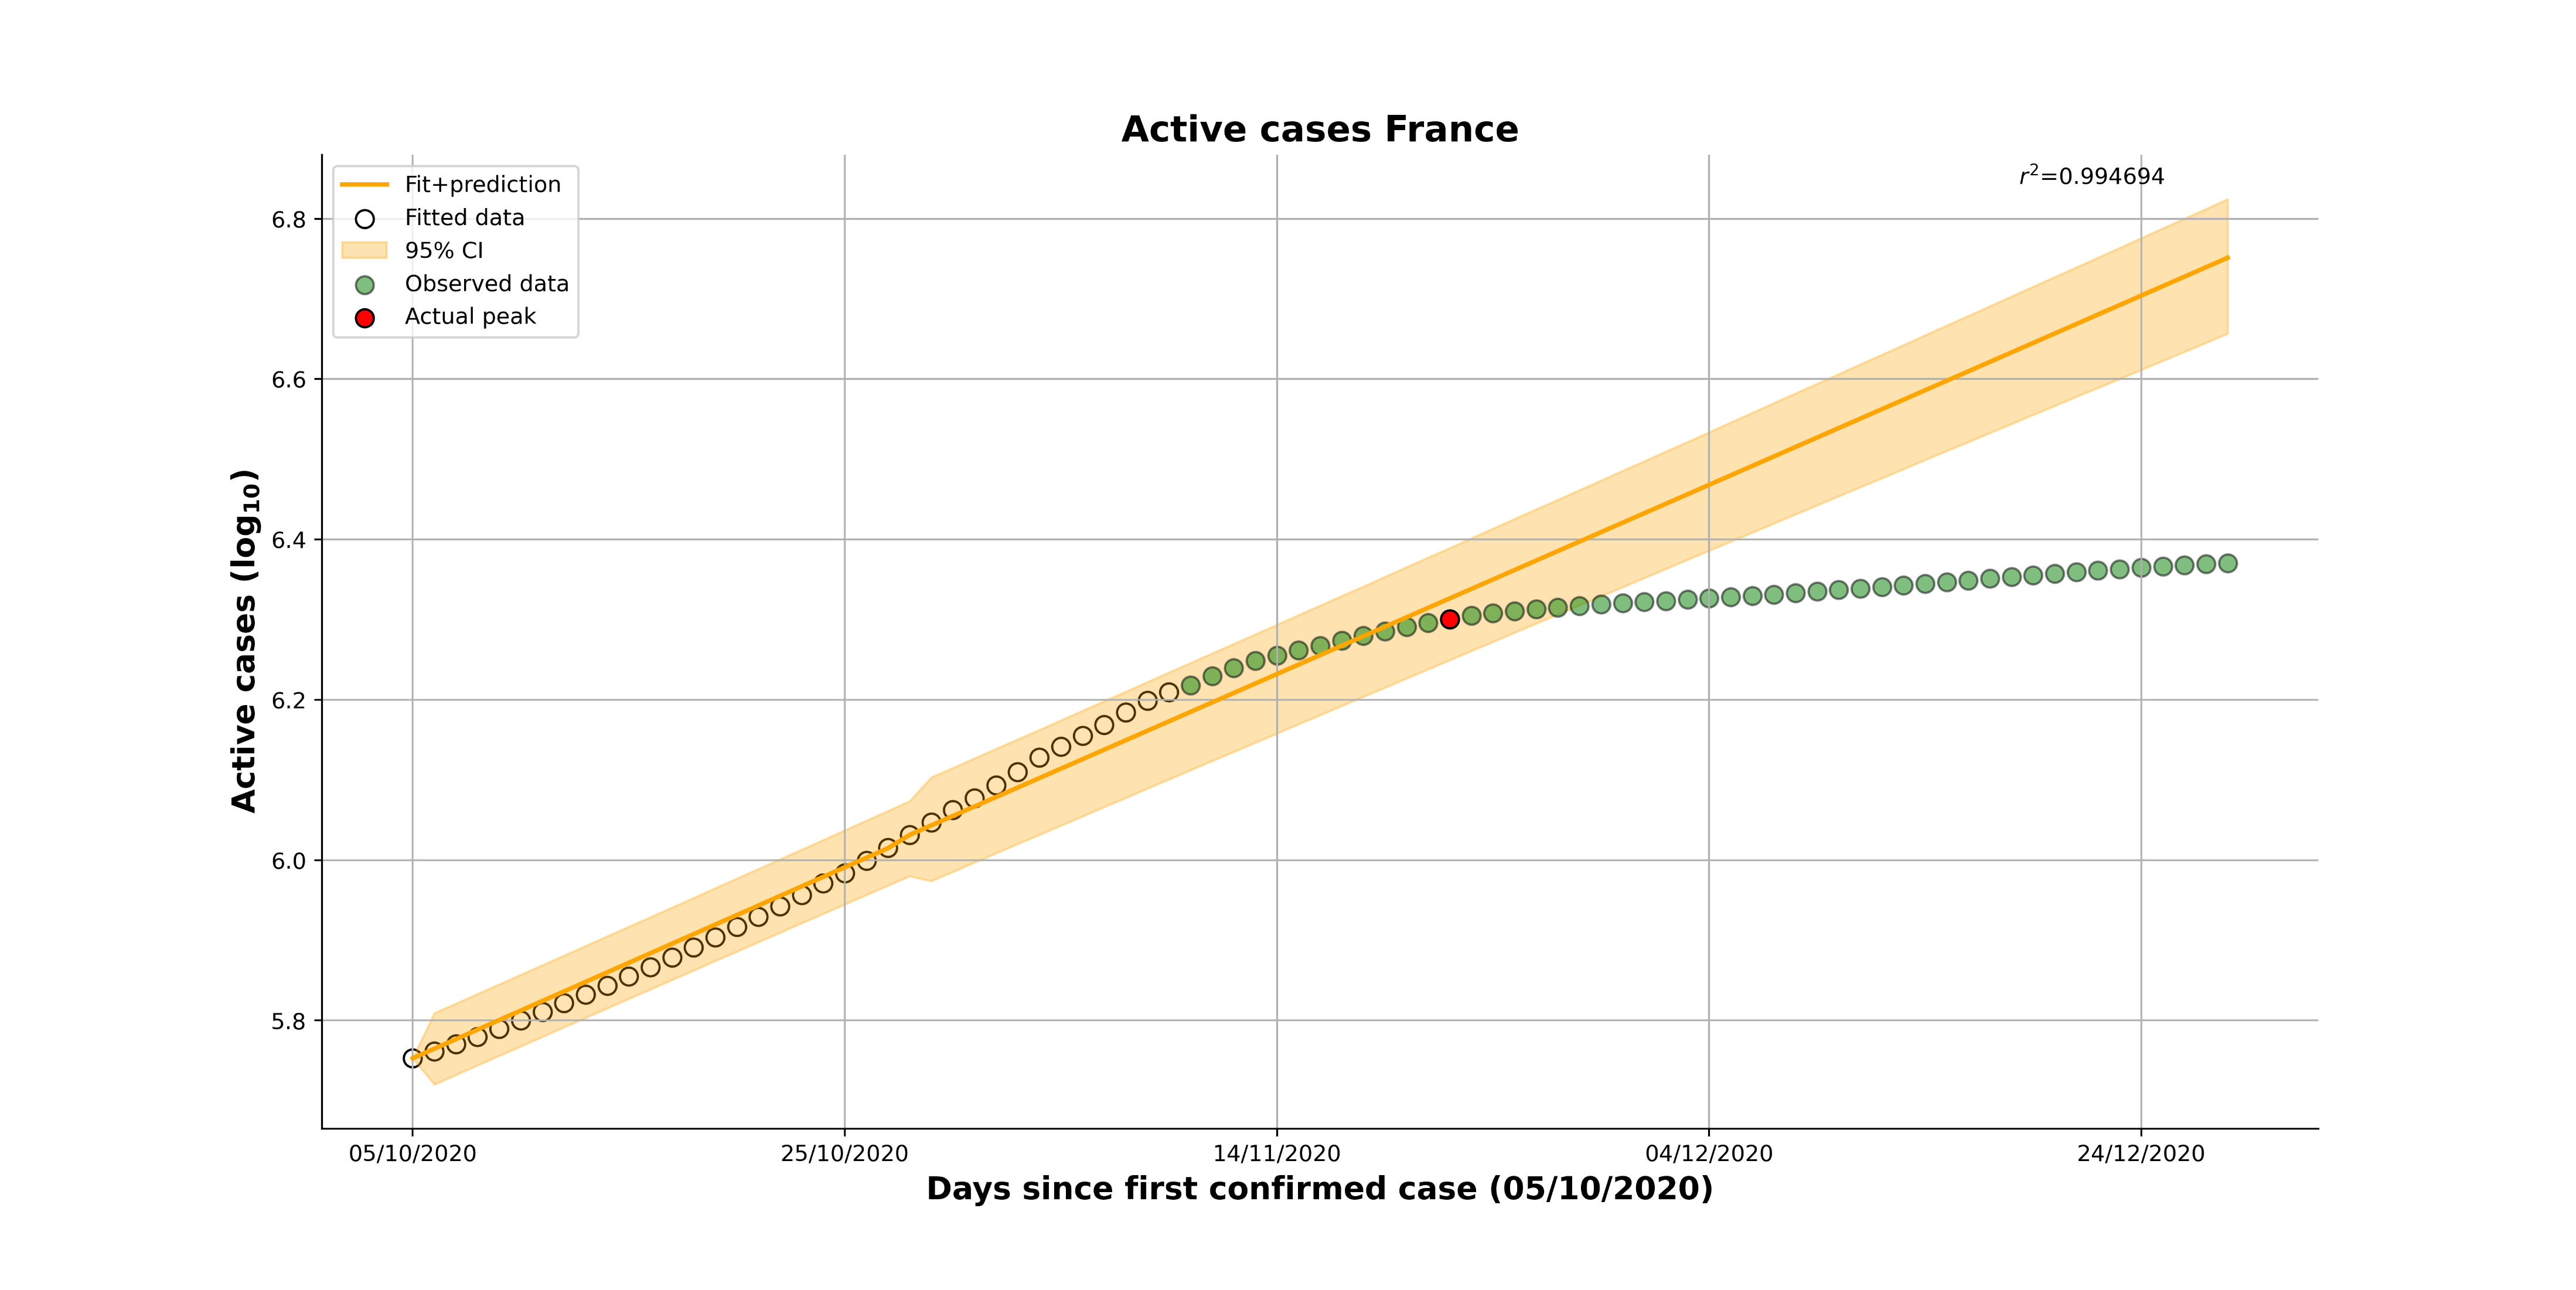 Active cases France
r²=0.994694
Fit+prediction
Fitted data
95% CI
Observed data
Actual peak
6.8
6.6
6.4
6.2
6.0
5.8
Active cases (log₁₀)
05/10/2020 25/10/2020 14/11/2020 04/12/2020 24/12/2020
Days since first confirmed case (05/10/2020)